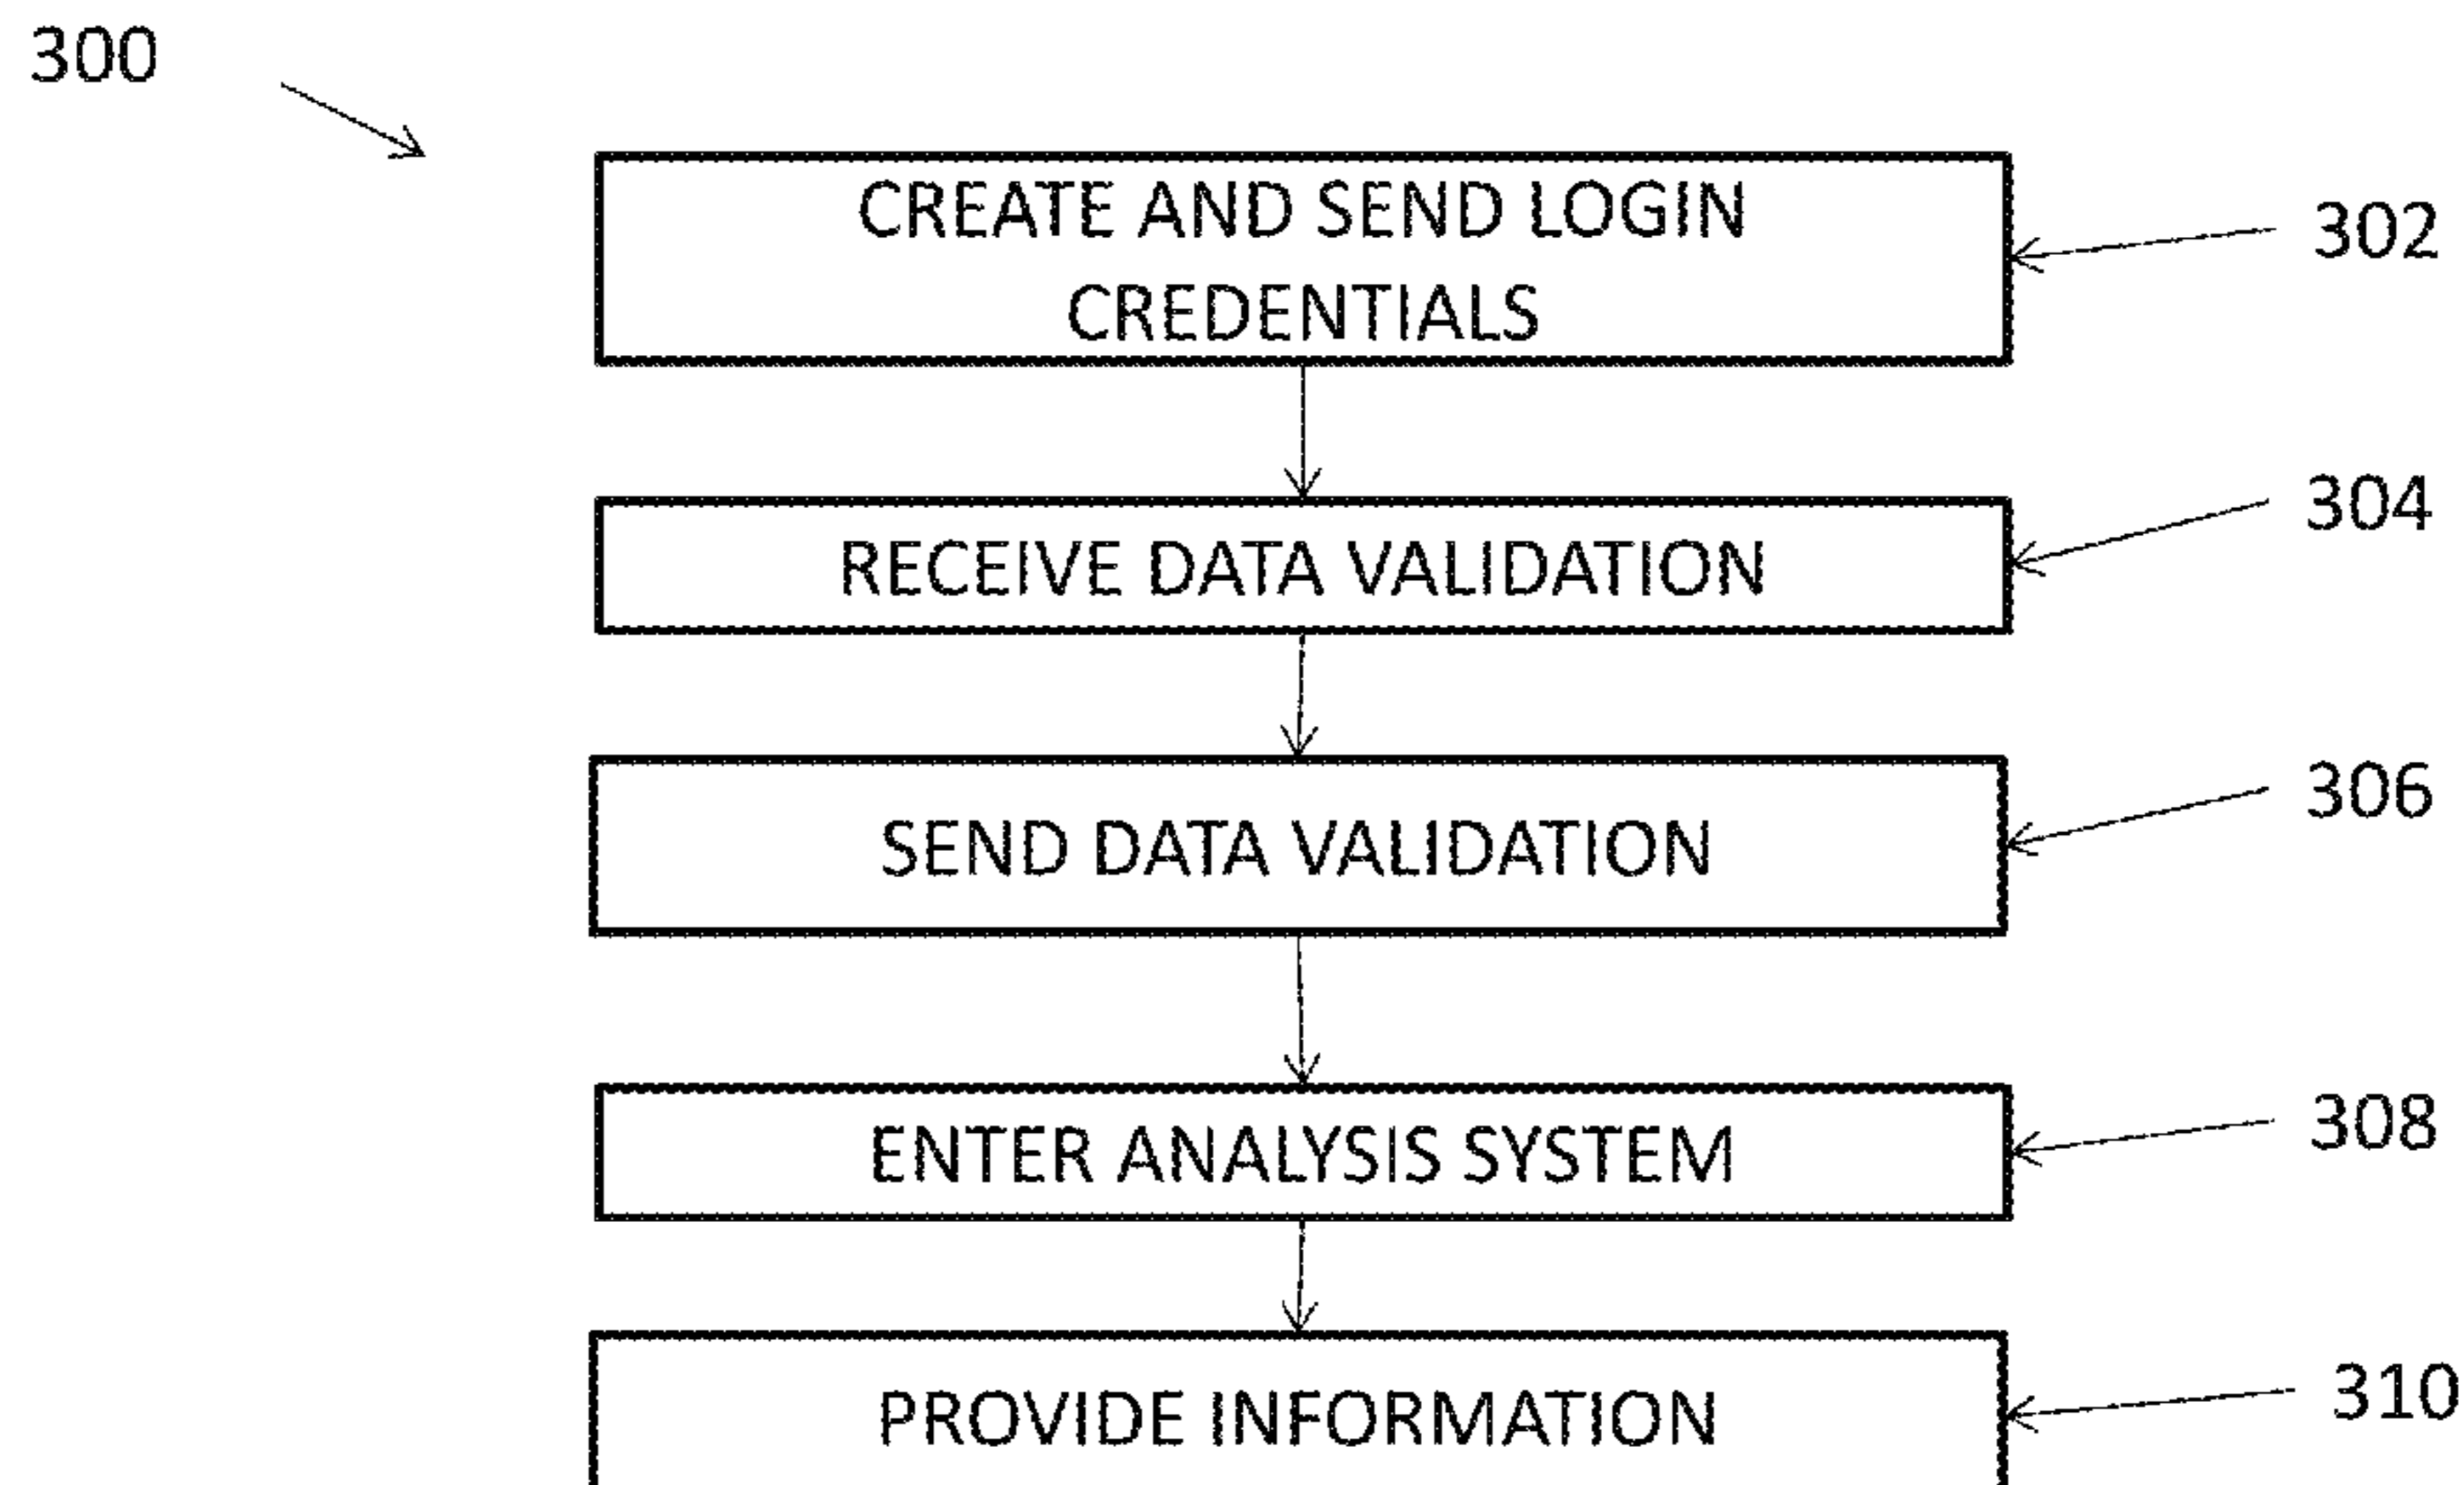 300
CREATE AND SEND LOGIN
CREDENTIALS
302
RECEIVE DATA VALIDATION
304
SEND DATA VALIDATION
306
ENTER ANALYSIS SYSTEM
308
PROVIDE INFORMATION
310